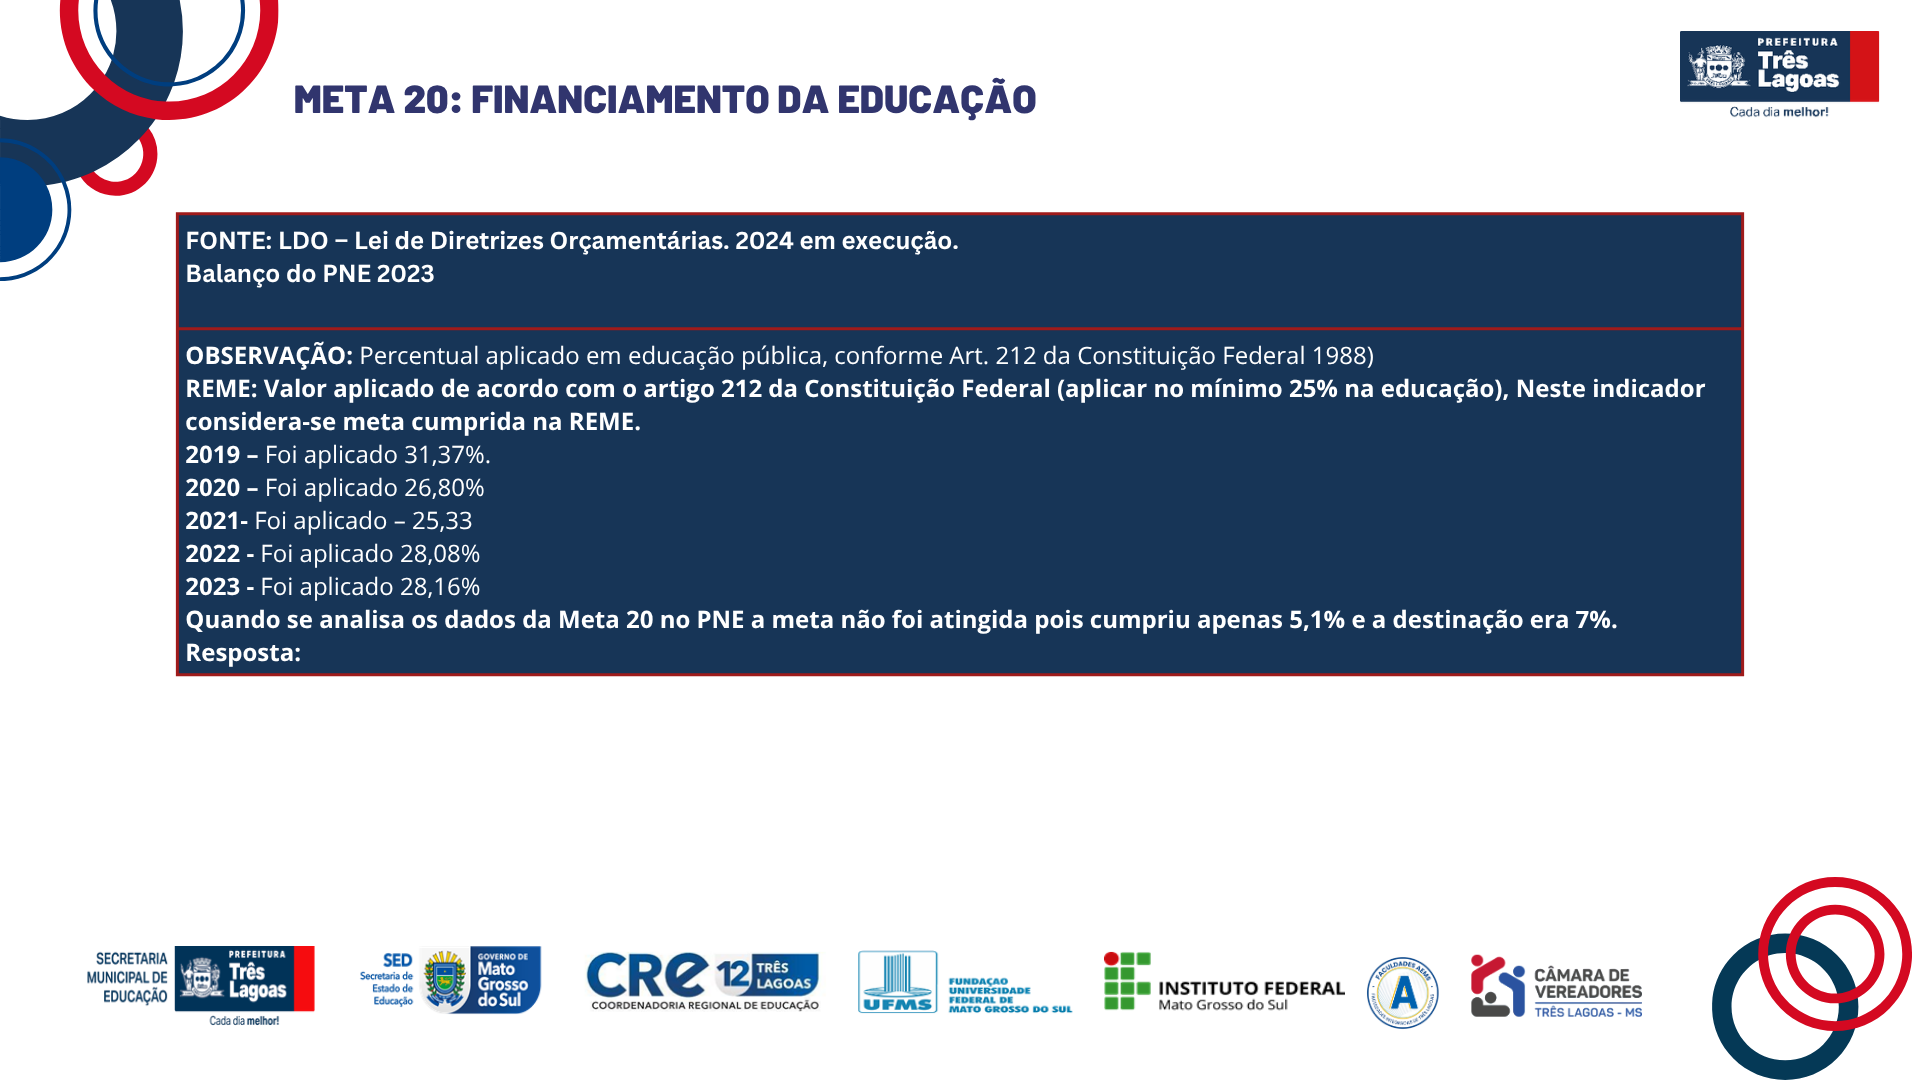 META 20: FINANCIAMENTO DA EDUCAÇÃO
PREFEITURA
Três
Lagoas
Cada dia melhor!
FONTE: LDO – Lei de Diretrizes Orçamentárias. 2024 em execução.
Balanço do PNE 2023
OBSERVAÇÃO: Percentual aplicado em educação pública, conforme Art. 212 da Constituição Federal 1988)
REME: Valor aplicado de acordo com o artigo 212 da Constituição Federal (aplicar no mínimo 25% na educação), Neste indicador
considera-se meta cumprida na REME.
2019 – Foi aplicado 31,37%.
2020 – Foi aplicado 26,80%
2021- Foi aplicado – 25,33
2022 - Foi aplicado 28,08%
2023 - Foi aplicado 28,16%
Quando se analisa os dados da Meta 20 no PNE a meta não foi atingida pois cumpriu apenas 5,1% e a destinação era 7%.
Resposta:
SECRETARIA
MUNICIPAL DE
EDUCAÇÃO
PREFEITURA
Três
Lagoas
Cada dia melhor!
SED
Secretaria de
Estado de
Educação
GOVERNO DE
Mato
Grosso
do Sul
CRe 12 TRÊS
LAGOAS
COORDENADORIA REGIONAL DE EDUCAÇÃO
UFMS
FUNDAÇAO
UNIVERSIDADE
FEDERAL DE
MATO GROSSO DO SUL
INSTITUTO FEDERAL
Mato Grosso do Sul
FACULDADES AEMS
A
CÂMARA DE
VEREADORES
TRÊS LAGOAS - MS